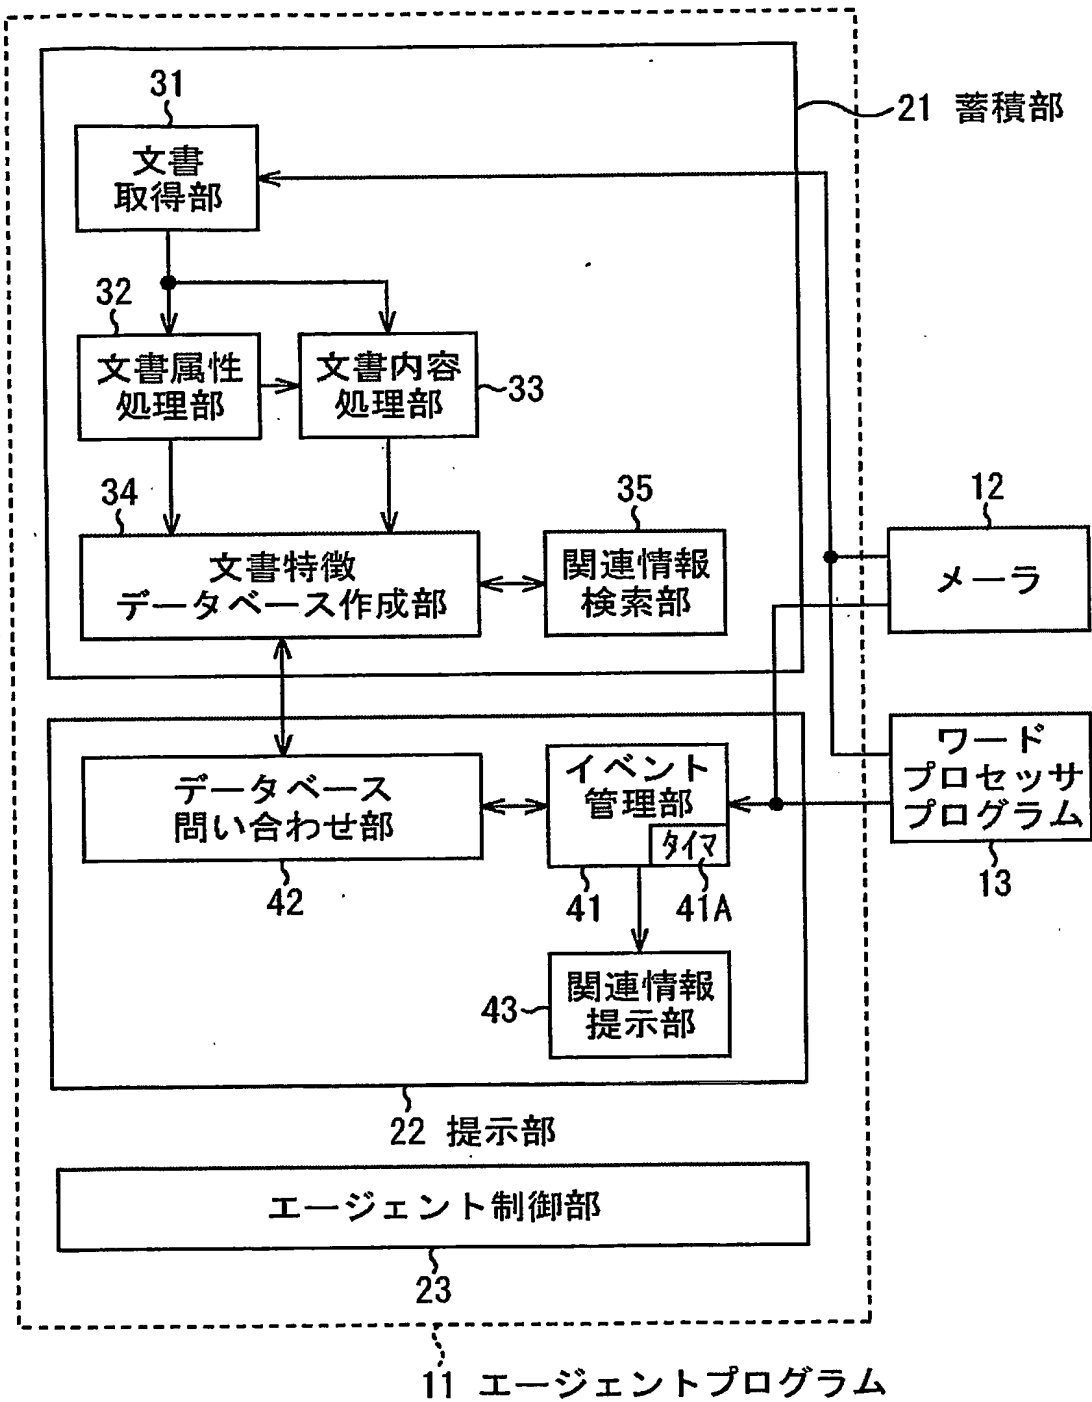 31
21 蓄積部
文書
取得部
32
文書属性
処理部
文書内容
処理部
33
34
35
12
文書特徴
データベース作成部
関連情報
検索部
メーラ
データベース
問い合わせ部
イベント
管理部
タイマ
ワード
プロセッサ
プログラム
42
41
41A
13
43
関連情報
提示部
22 提示部
エージェント制御部
23
11 エージェントプログラム